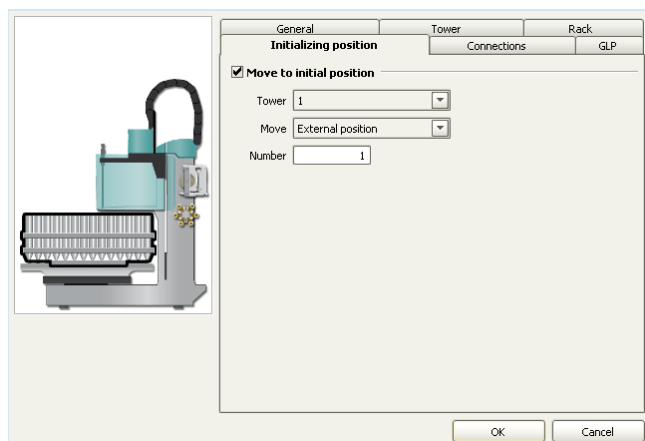 General Tower Rack
Initializing position Connections GLP
Move to initial position
Tower 1
Move External position
Number 1
OK Cancel